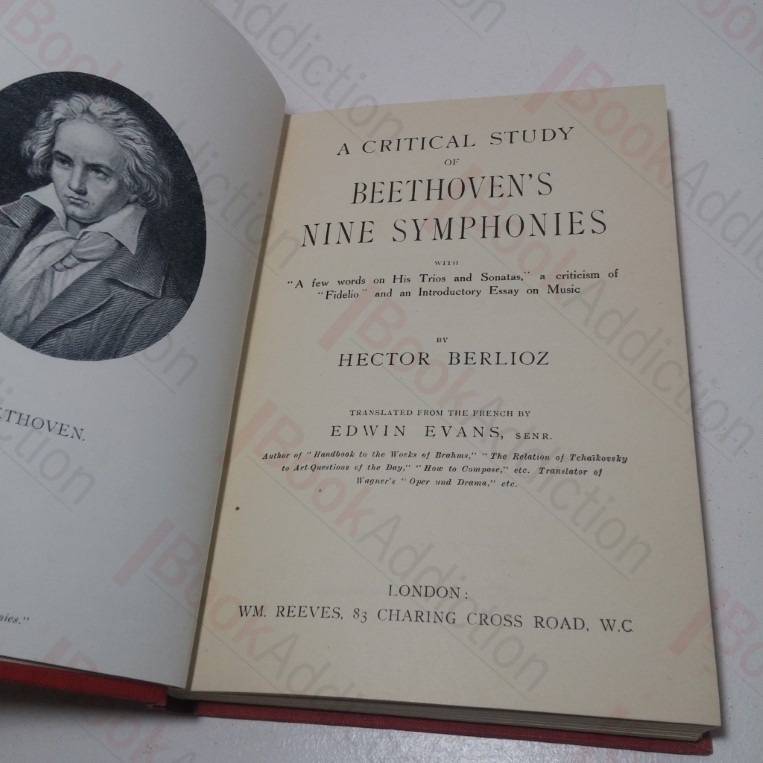 THOVEN.
nies."
A CRITICAL STUDY
OF
BEETHOVEN'S
NINE SYMPHONIES
WITH
"A few words on His Trios and Sonatas," a criticism of
"Fidelio" and an Introductory Essay on Music
BY
HECTOR BERLIOZ
TRANSLATED FROM THE FRENCH BY
EDWIN EVANS, SENR.
Author of "Handbook to the Works of Brahms," "The Relation of Tchaïkovsky
to Art-Questions of the Day," "How to Compose," etc. Translator of
Wagner's "Oper und Drama," etc.
LONDON:
WM. REEVES, 83 CHARING CROSS ROAD, W.C.
BookAddiction